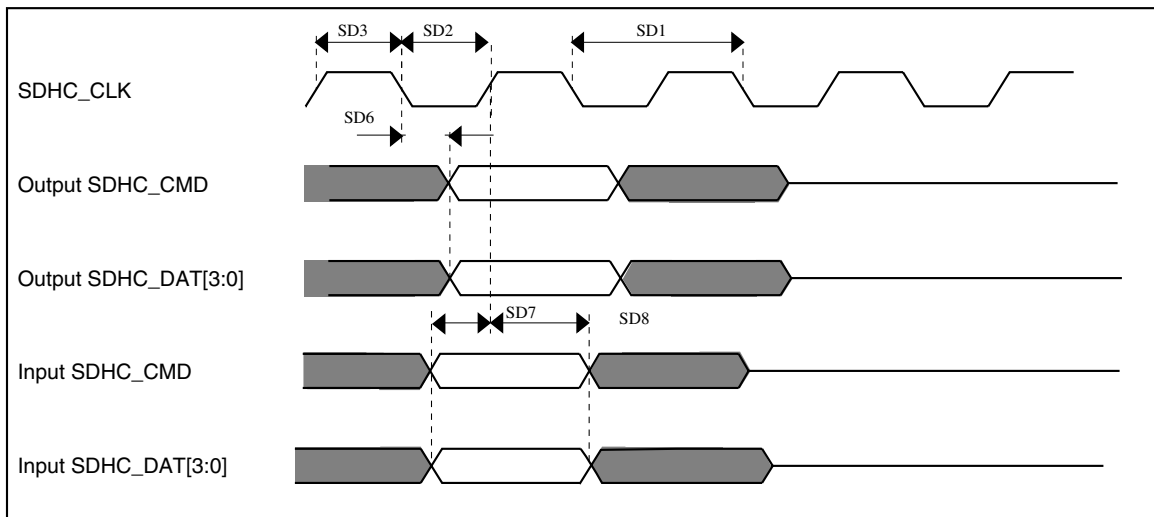 SD3 SD2 SD1
SDHC_CLK
SD6
Output SDHC_CMD
Output SDHC_DAT[3:0]
SD7 SD8
Input SDHC_CMD
Input SDHC_DAT[3:0]